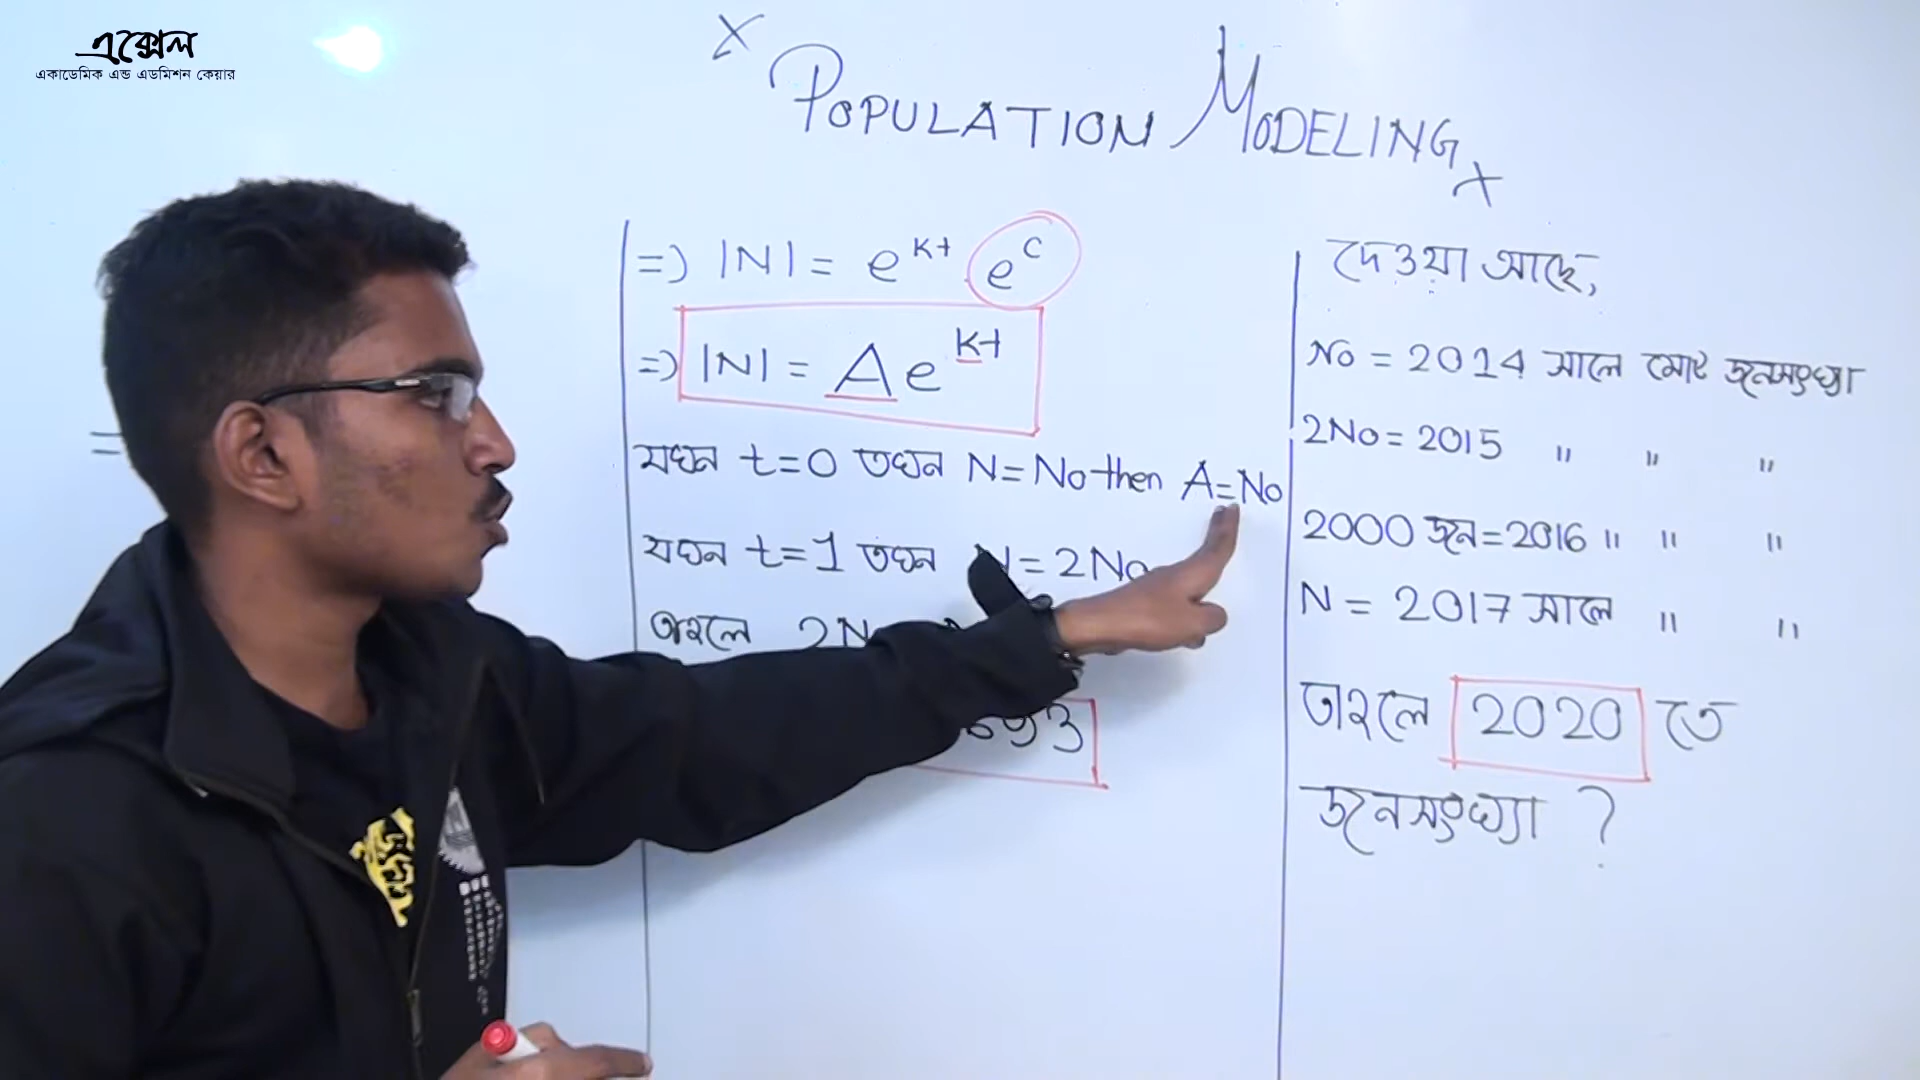 এক্সেল
একাডেমিক এন্ড এডমিশন কেয়ার
POPULATION MODELING
=) |N| = e^kt e^c
=) |N| = A e^kt
যখন t=0 তখন N=No then A=No
যখন t=1 তখন N=2No
তাহলে 2N
693
=
দেওয়া আছে,
No = 2014 সালে মোট জনসংখ্যা
2No = 2015 " " "
2000 জন = 2016 " " "
N = 2017 সালে " "
তাহলে 2020 তে
জনসংখ্যা ?